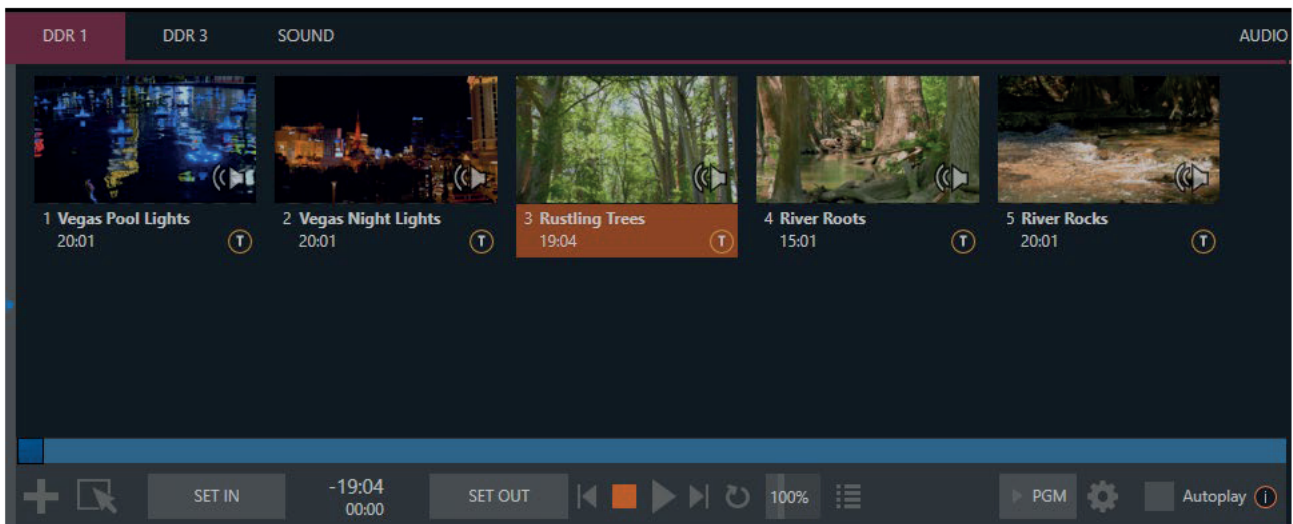 DDR 1 DDR 3 SOUND AUDIO
1 Vegas Pool Lights 2 Vegas Night Lights 3 Rustling Trees 4 River Roots 5 River Rocks
20:01 T 20:01 T 19:04 T 15:01 T 20:01 T
SET IN -19:04 SET OUT 100% PGM Autoplay i
00:00